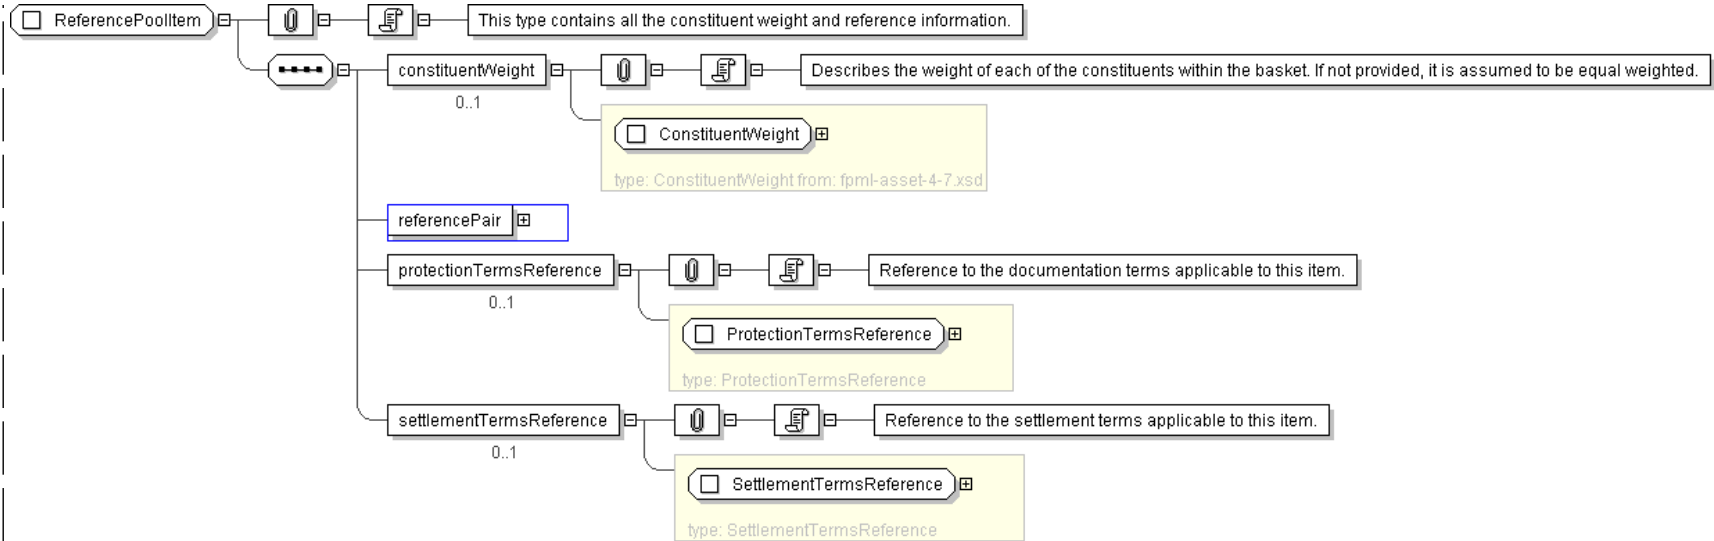 ReferencePoolItem
This type contains all the constituent weight and reference information.
constituentWeight
Describes the weight of each of the constituents within the basket. If not provided, it is assumed to be equal weighted.
0..1
ConstituentWeight
type: ConstituentWeight from: fpml-asset-4-7.xsd
referencePair
protectionTermsReference
Reference to the documentation terms applicable to this item.
0..1
ProtectionTermsReference
type: ProtectionTermsReference
settlementTermsReference
Reference to the settlement terms applicable to this item.
0..1
SettlementTermsReference
type: SettlementTermsReference